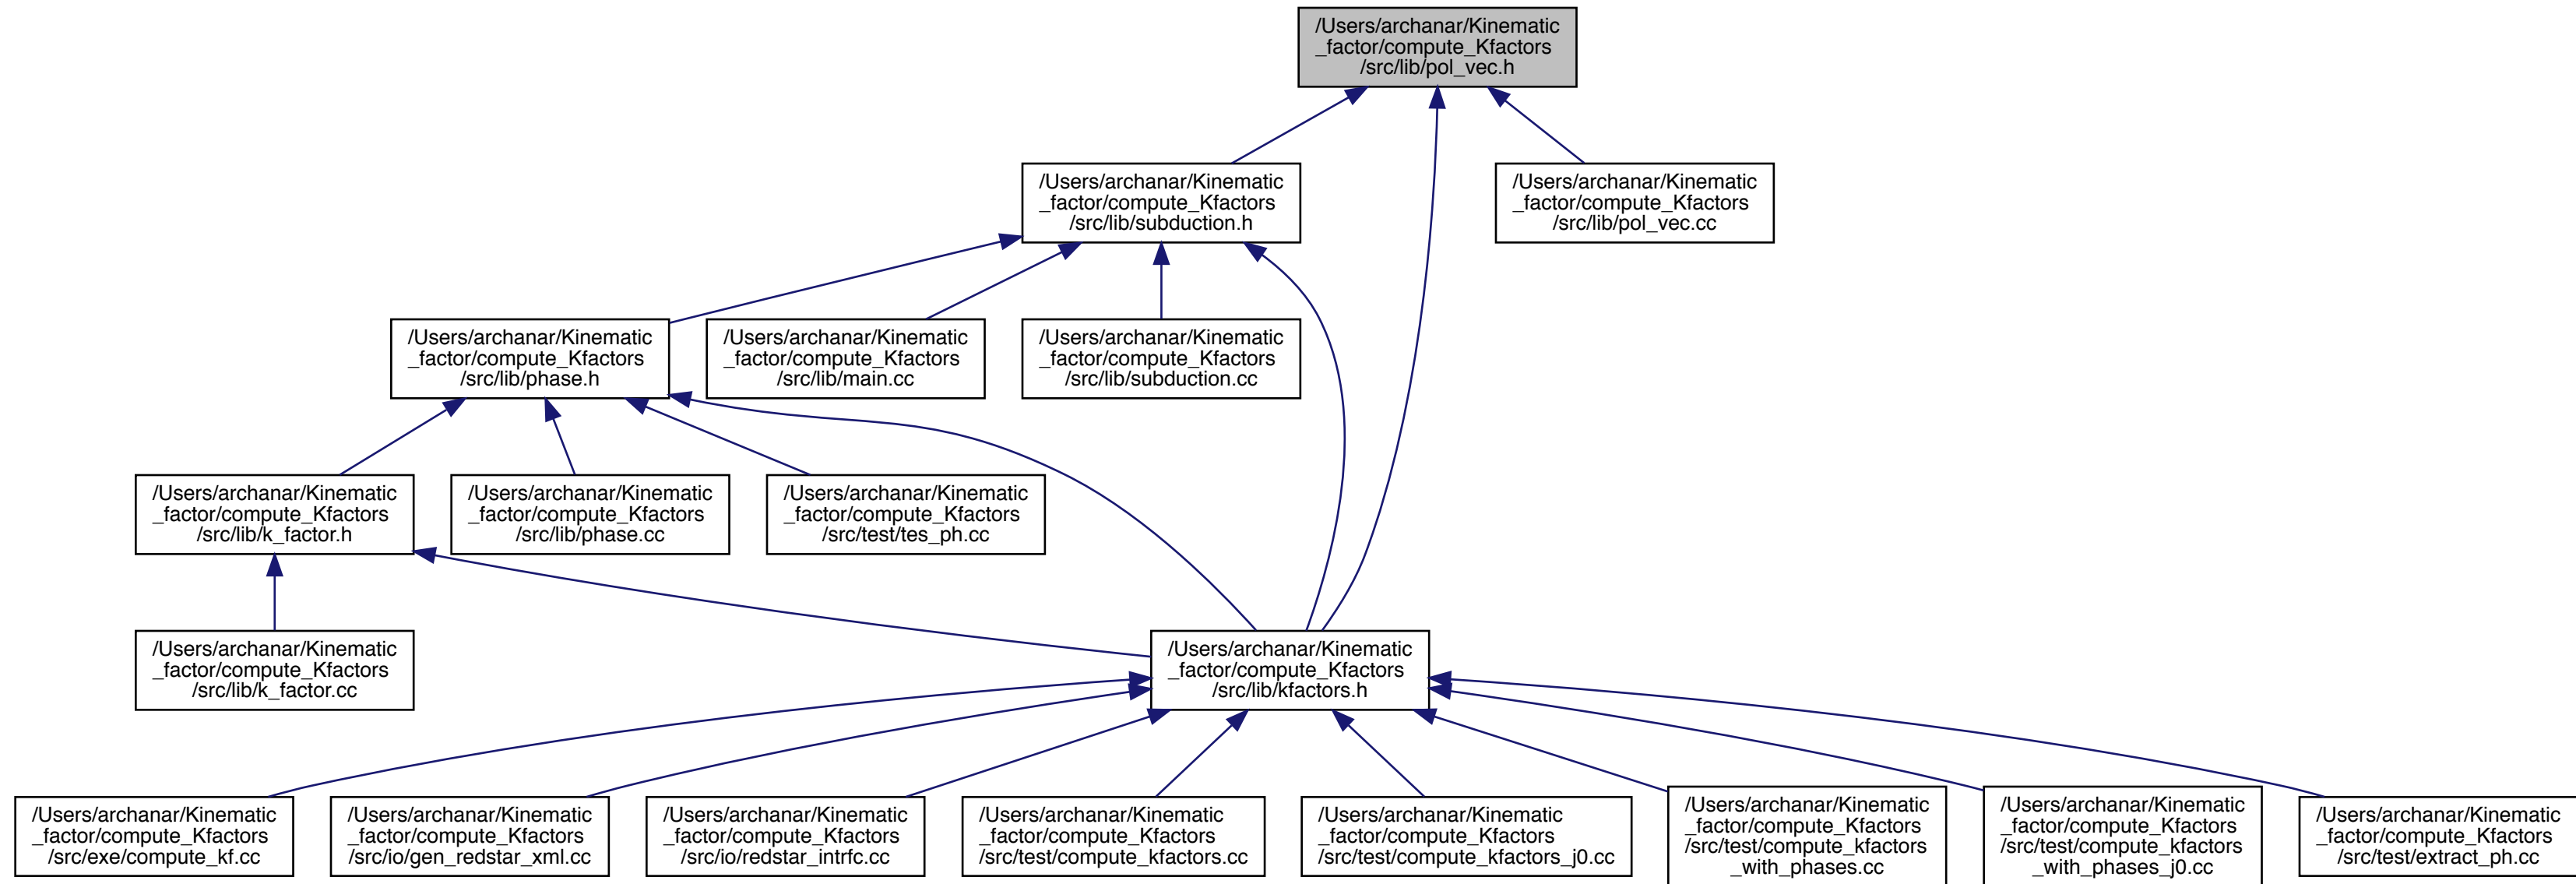 /Users/archanar/Kinematic
_factor/compute_Kfactors
/src/lib/pol_vec.h
/Users/archanar/Kinematic
_factor/compute_Kfactors
/src/lib/subduction.h
/Users/archanar/Kinematic
_factor/compute_Kfactors
/src/lib/pol_vec.cc
/Users/archanar/Kinematic
_factor/compute_Kfactors
/src/lib/phase.h
/Users/archanar/Kinematic
_factor/compute_Kfactors
/src/lib/main.cc
/Users/archanar/Kinematic
_factor/compute_Kfactors
/src/lib/subduction.cc
/Users/archanar/Kinematic
_factor/compute_Kfactors
/src/lib/k_factor.h
/Users/archanar/Kinematic
_factor/compute_Kfactors
/src/lib/phase.cc
/Users/archanar/Kinematic
_factor/compute_Kfactors
/src/test/tes_ph.cc
/Users/archanar/Kinematic
_factor/compute_Kfactors
/src/lib/k_factor.cc
/Users/archanar/Kinematic
_factor/compute_Kfactors
/src/lib/kfactors.h
/Users/archanar/Kinematic
_factor/compute_Kfactors
/src/exe/compute_kf.cc
/Users/archanar/Kinematic
_factor/compute_Kfactors
/src/io/gen_redstar_xml.cc
/Users/archanar/Kinematic
_factor/compute_Kfactors
/src/io/redstar_intrfc.cc
/Users/archanar/Kinematic
_factor/compute_Kfactors
/src/test/compute_kfactors.cc
/Users/archanar/Kinematic
_factor/compute_Kfactors
/src/test/compute_kfactors_j0.cc
/Users/archanar/Kinematic
_factor/compute_Kfactors
/src/test/compute_kfactors
_with_phases.cc
/Users/archanar/Kinematic
_factor/compute_Kfactors
/src/test/compute_kfactors
_with_phases_j0.cc
/Users/archanar/Kinematic
_factor/compute_Kfactors
/src/test/extract_ph.cc